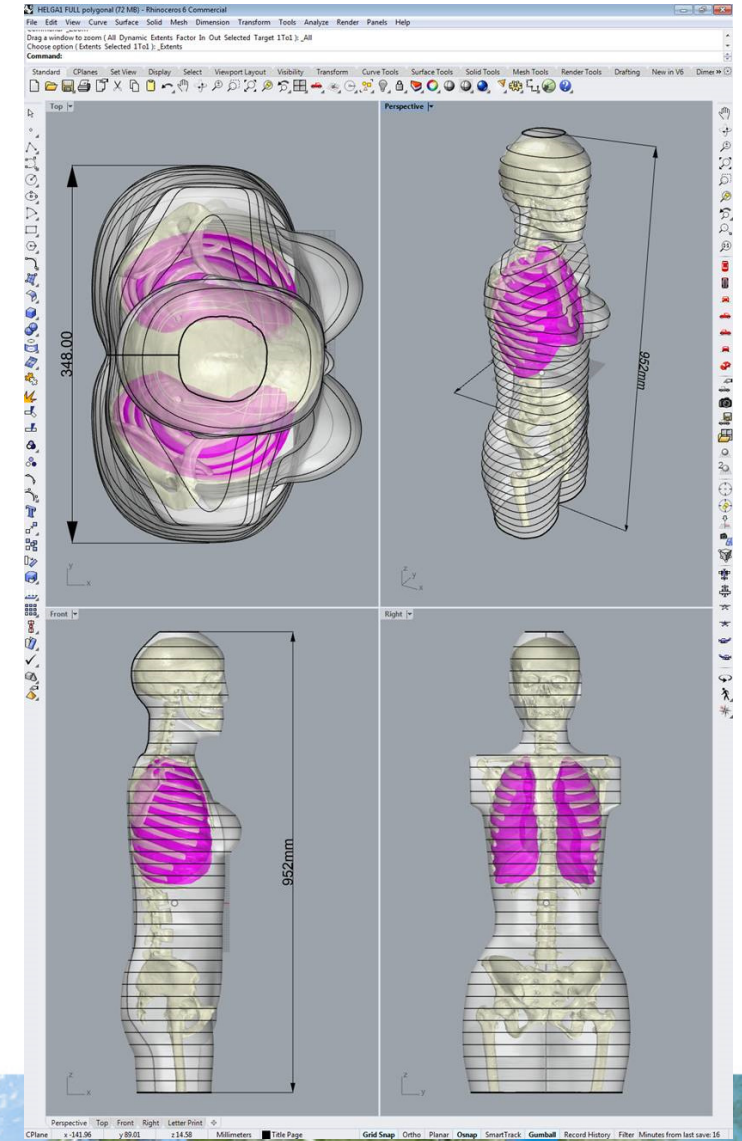 HELGA1 FULL polygonal (72 MB) - Rhinoceros 6 Commercial
File Edit View Curve Surface Solid Mesh Dimension Transform Tools Analyze Render Panels Help
Drag a window to zoom ( All Dynamic Extents Factor In Out Selected Target 1To1 ): _All
Choose option ( Extents Selected 1To1 ): _Extents
Command:
Standard CPlanes Set View Display Select Viewport Layout Visibility Transform Curve Tools Surface Tools Solid Tools Mesh Tools Render Tools Drafting New in V6
Top
Perspective
348.00
952mm
y
x
z
y
x
Front
Right
952mm
z
x
z
y
Perspective Top Front Right Letter Print
CPlane x -141.96 y 89.01 z 14.58 Millimeters Title Page Grid Snap Ortho Planar Osnap SmartTrack Gumball Record History Filter Minutes from last save: 16